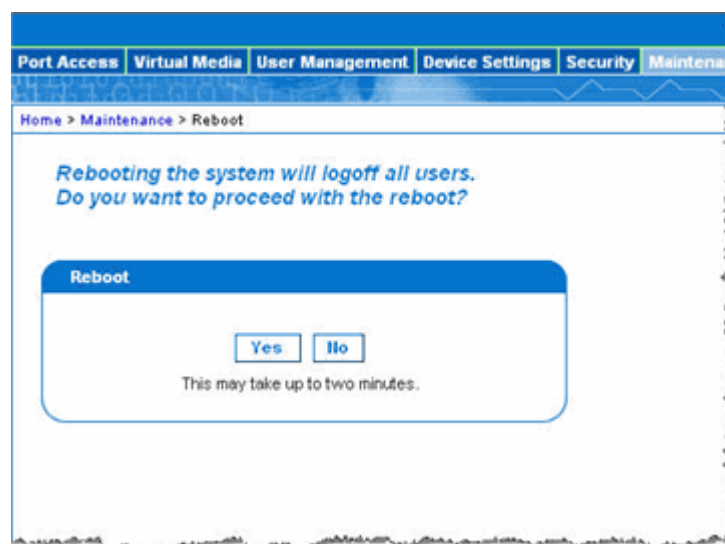 Port Access Virtual Media User Management Device Settings Security Maintena
Home > Maintenance > Reboot
Rebooting the system will logoff all users.
Do you want to proceed with the reboot?
Reboot
Yes No
This may take up to two minutes.